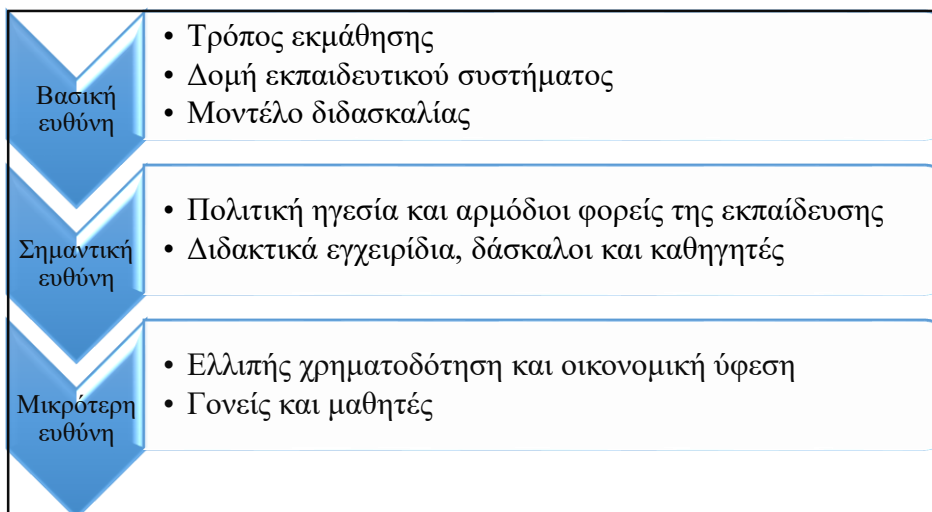 Βασική
ευθύνη
• Τρόπος εκμάθησης
• Δομή εκπαιδευτικού συστήματος
• Μοντέλο διδασκαλίας
Σημαντική
ευθύνη
• Πολιτική ηγεσία και αρμόδιοι φορείς της εκπαίδευσης
• Διδακτικά εγχειρίδια, δάσκαλοι και καθηγητές
Μικρότερη
ευθύνη
• Ελλιπής χρηματοδότηση και οικονομική ύφεση
• Γονείς και μαθητές